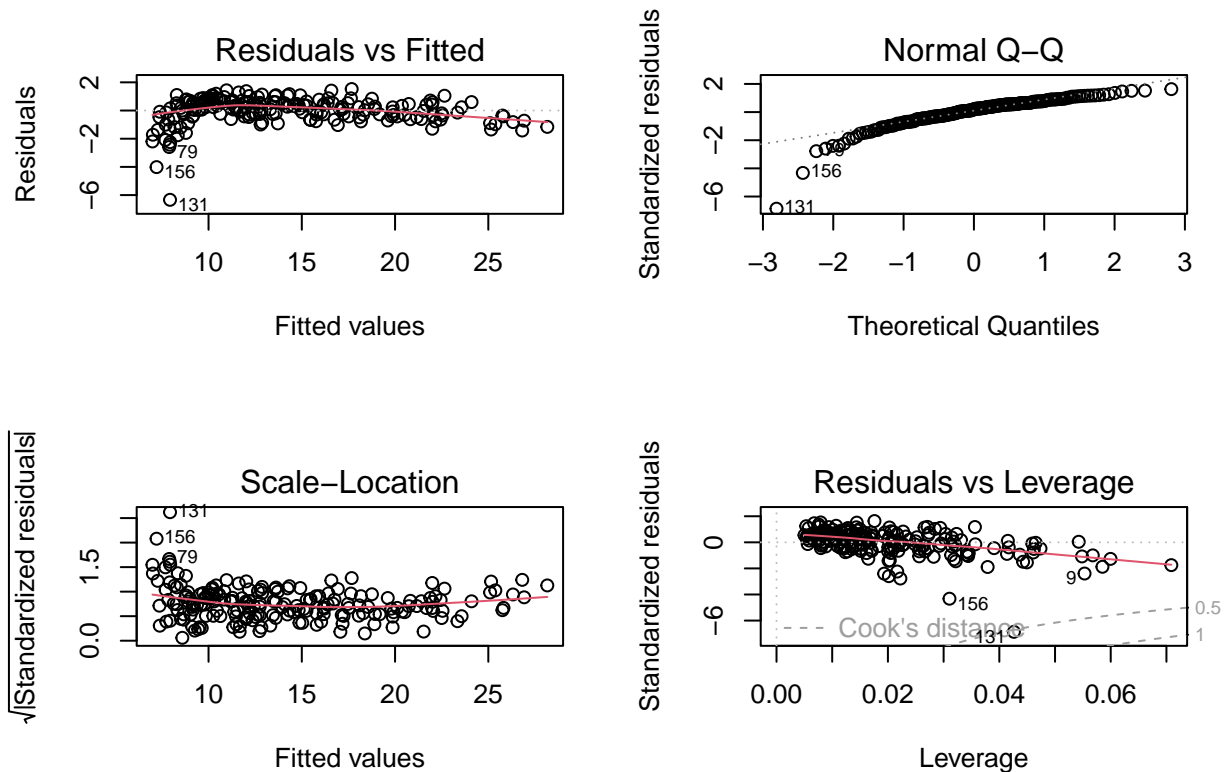 Residuals vs Fitted
Residuals
2
−2
−6
79
156
131
10 15 20 25
Fitted values
Normal Q−Q
Standardized residuals
2
−2
−6
156
131
−3 −2 −1 0 1 2 3
Theoretical Quantiles
Scale−Location
√|Standardized residuals|
1.5
0.0
131
156
79
10 15 20 25
Fitted values
Residuals vs Leverage
Standardized residuals
0
−6
9
156
131
Cook's distance
0.5
1
0.00 0.02 0.04 0.06
Leverage